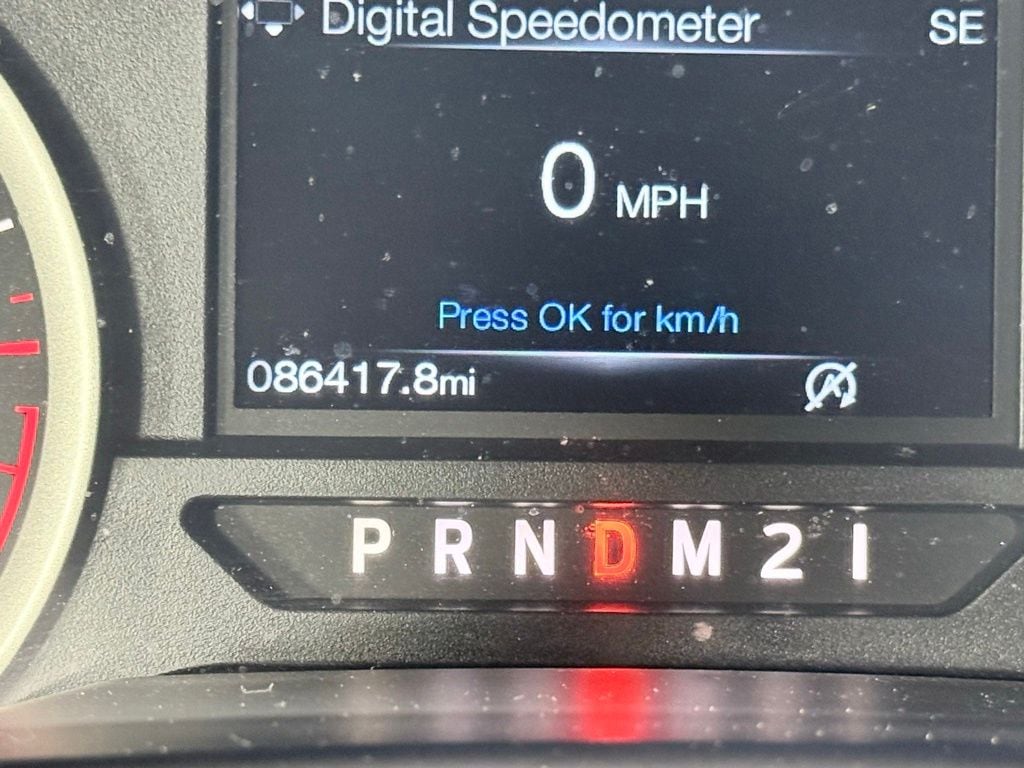 Digital Speedometer SE
0 MPH
Press OK for km/h
086417.8mi
P R N D M 2 1